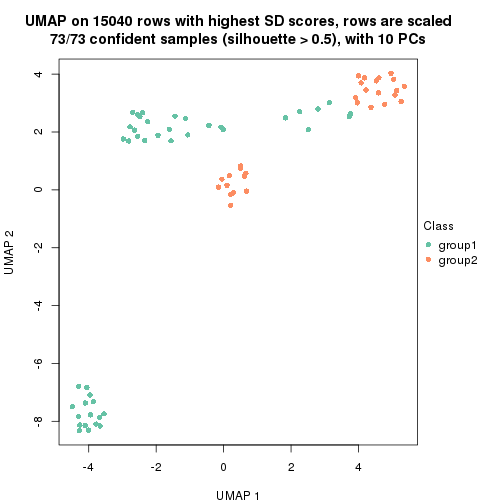 UMAP on 15040 rows with highest SD scores, rows are scaled
73/73 confident samples (silhouette > 0.5), with 10 PCs
4
2
0
-2
-4
-6
-8
UMAP 2
-4
-2
0
2
4
UMAP 1
Class
group1
group2